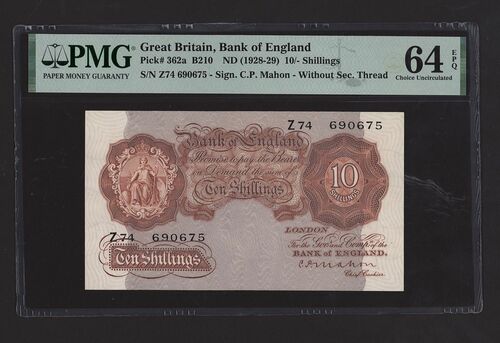 PMG
PAPER MONEY GUARANTY
Great Britain, Bank of England
Pick# 362a B210 ND (1928-29) 10/- Shillings
S/N Z74 690675 - Sign. C.P. Mahon - Without Sec. Thread
64 EPQ
Choice Uncirculated
Z74 690675
Bank of England
Promise to pay the Bearer
on Demand the sum of
Ten Shillings
10
SHILLINGS
Z74 690675
LONDON
For the Govr. and Compa. of the
BANK OF ENGLAND.
C.P. Mahon
Chief Cashier.
Ten Shillings